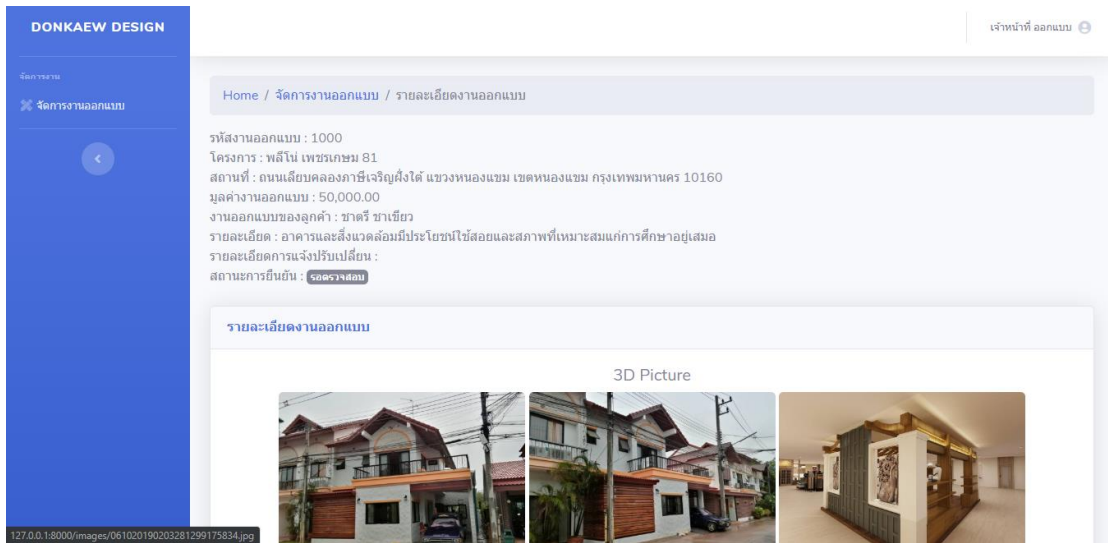 DONKAEW DESIGN
เจ้าหน้าที่ ออกแบบ
จัดการงาน
จัดการงานออกแบบ
Home / จัดการงานออกแบบ / รายละเอียดงานออกแบบ
รหัสงานออกแบบ : 1000
โครงการ : พลีโน่ เพชรเกษม 81
สถานที่ : ถนนเลียบคลองภาษีเจริญฝั่งใต้ แขวงหนองแขม เขตหนองแขม กรุงเทพมหานคร 10160
มูลค่างานออกแบบ : 50,000.00
งานออกแบบของลูกค้า : ชาตรี ชาเขียว
รายละเอียด : อาคารและสิ่งแวดล้อมมีประโยชน์ใช้สอยและสภาพที่เหมาะสมแก่การศึกษาอยู่เสมอ
รายละเอียดการแจ้งปรับเปลี่ยน :
สถานะการยืนยัน : รอตรวจสอบ
รายละเอียดงานออกแบบ
3D Picture
127.0.0.1:8000/images/061020190203281299175834.jpg